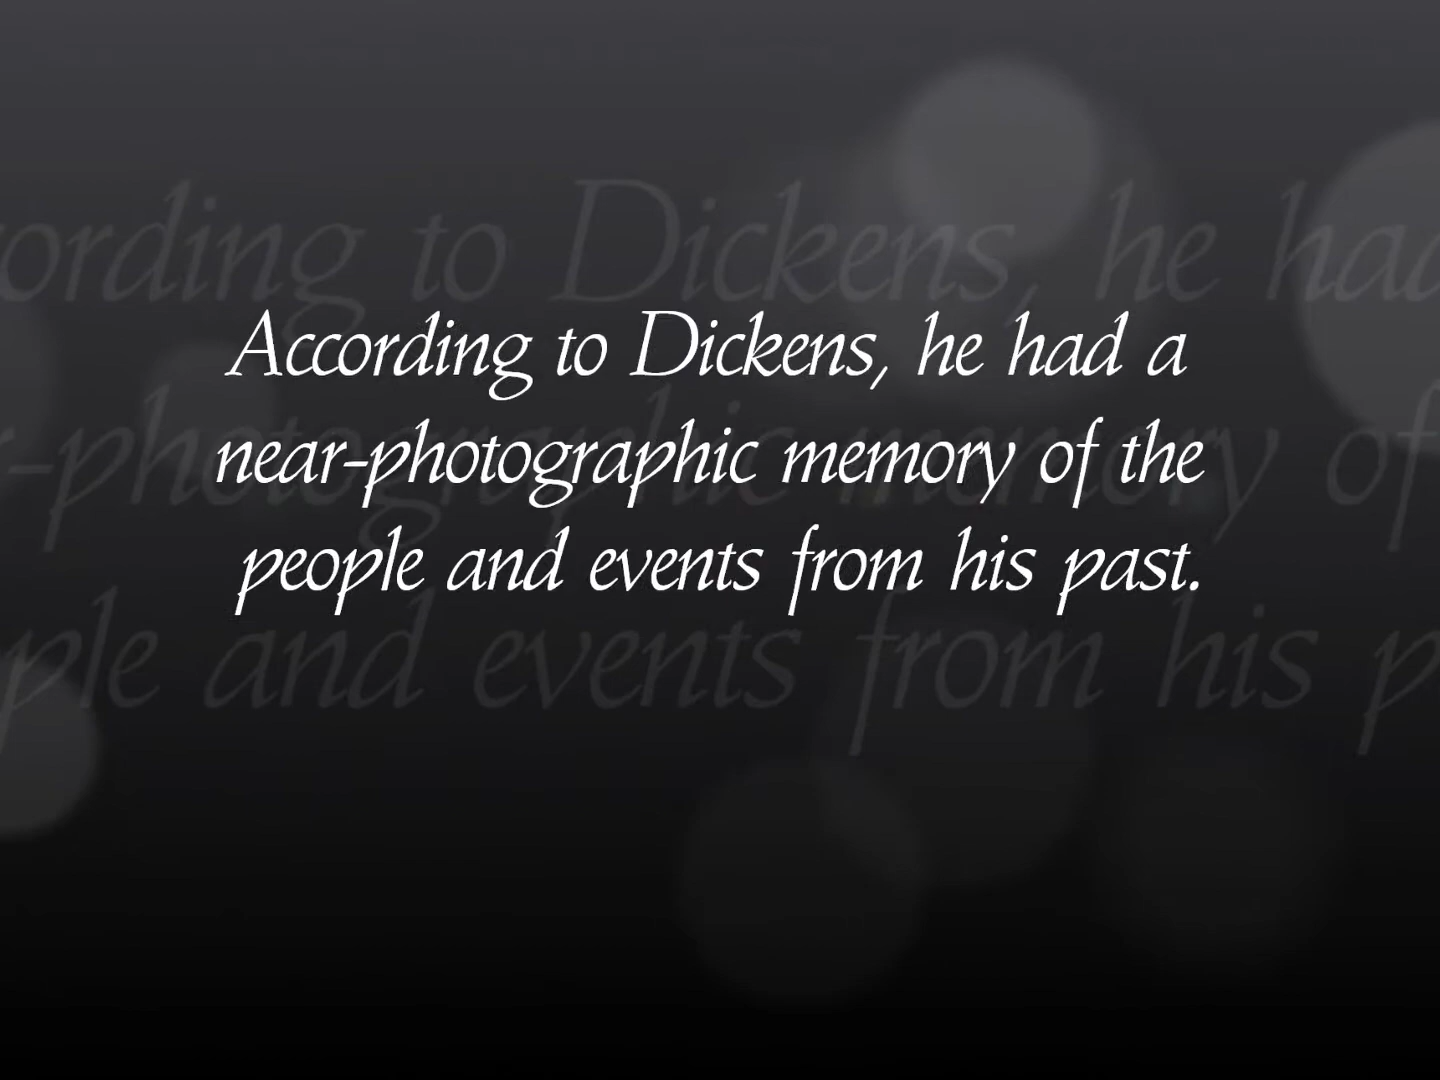 According to Dickens, he had a
near-photographic memory of the
people and events from his past.